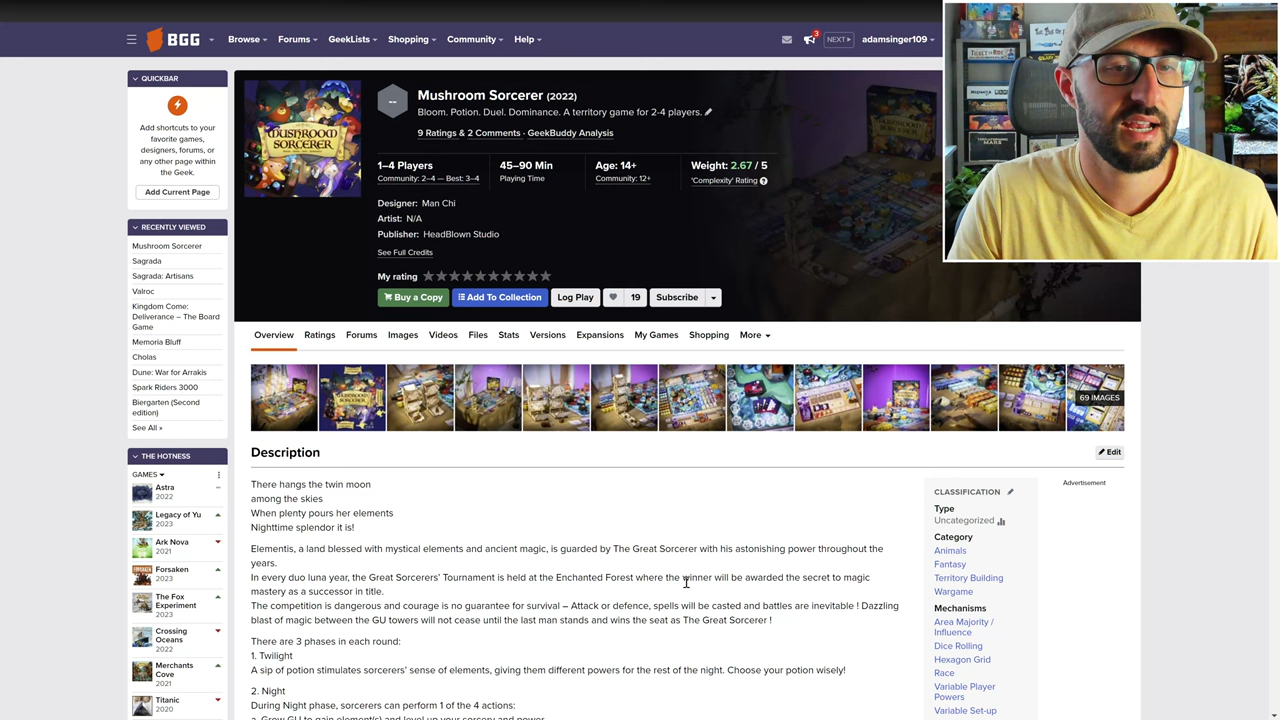 BGG
Browse
Shopping
Community
Help
3
NEXT
adamsinger109
QUICKBAR
Add shortcuts to your
favorite games,
designers, forums, or
any other page within
the Geek.
Add Current Page
RECENTLY VIEWED
Mushroom Sorcerer
Sagrada
Sagrada: Artisans
Valroc
Kingdom Come:
Deliverance – The Board
Game
Memoria Bluff
Cholas
Dune: War for Arrakis
Spark Riders 3000
Biergarten (Second
edition)
See All »
THE HOTNESS
GAMES
Astra
2022
Legacy of Yu
2023
Ark Nova
2021
Forsaken
2023
The Fox
Experiment
2023
Crossing
Oceans
2022
Merchants
Cove
2021
Titanic
2020
MUSHROOM
SORCERER
--
Mushroom Sorcerer (2022)
Bloom. Potion. Duel. Dominance a territory game for 2-4 players.
9 Ratings & 2 Comments · GeekBuddy Analysis
1–4 Players
Community: 2–4 — Best: 3–4
45–90 Min
Playing Time
Age: 14+
Community: 12+
Weight: 2.67 / 5
'Complexity' Rating
Designer: Man Chi
Artist: N/A
Publisher: HeadBlown Studio
See Full Credits
My rating
Buy a Copy
Add To Collection
Log Play
19
Subscribe
Overview
Ratings
Forums
Images
Videos
Files
Stats
Versions
Expansions
My Games
Shopping
More
69 IMAGES
Description
Edit
There hangs the twin moon
among the skies
When plenty pours her elements
Nighttime splendor it is!
Elementis, a land blessed with mystical elements and ancient magic, is guarded by The Great Sorcerer with his astonishing power throughout the
years.
In every duo luna year, the Great Sorcerers' Tournament is held at the Enchanted Forest where the winner will be awarded the secret to magic
mastery as a successor in title.
The competition is dangerous and courage is no guarantee for survival – Attack or defence, spells will be casted and battles are inevitable ! Dazzling
blast of magic between the GU towers will not cease until the last man stands and wins the seat as The Great Sorcerer !
There are 3 phases in each round:
1. Twilight
A sip of potion stimulates sorcerers' sense of elements, giving them different powers for the rest of the night. Choose your potion wisely!
2. Night
During Night phase, sorcerers can perform 1 of the 4 actions:
a. Grow GU to gain element(s) and level up your sorcery and power
CLASSIFICATION
Type
Uncategorized
Category
Animals
Fantasy
Territory Building
Wargame
Mechanisms
Area Majority /
Influence
Dice Rolling
Hexagon Grid
Race
Variable Player
Powers
Variable Set-up
Advertisement
TERRAFORMING
MARS